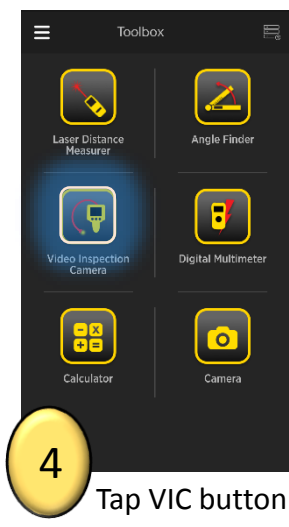 Toolbox
Laser Distance
Measurer
Angle Finder
Video Inspection
Camera
Digital Multimeter
Calculator
Camera
4
Tap VIC button